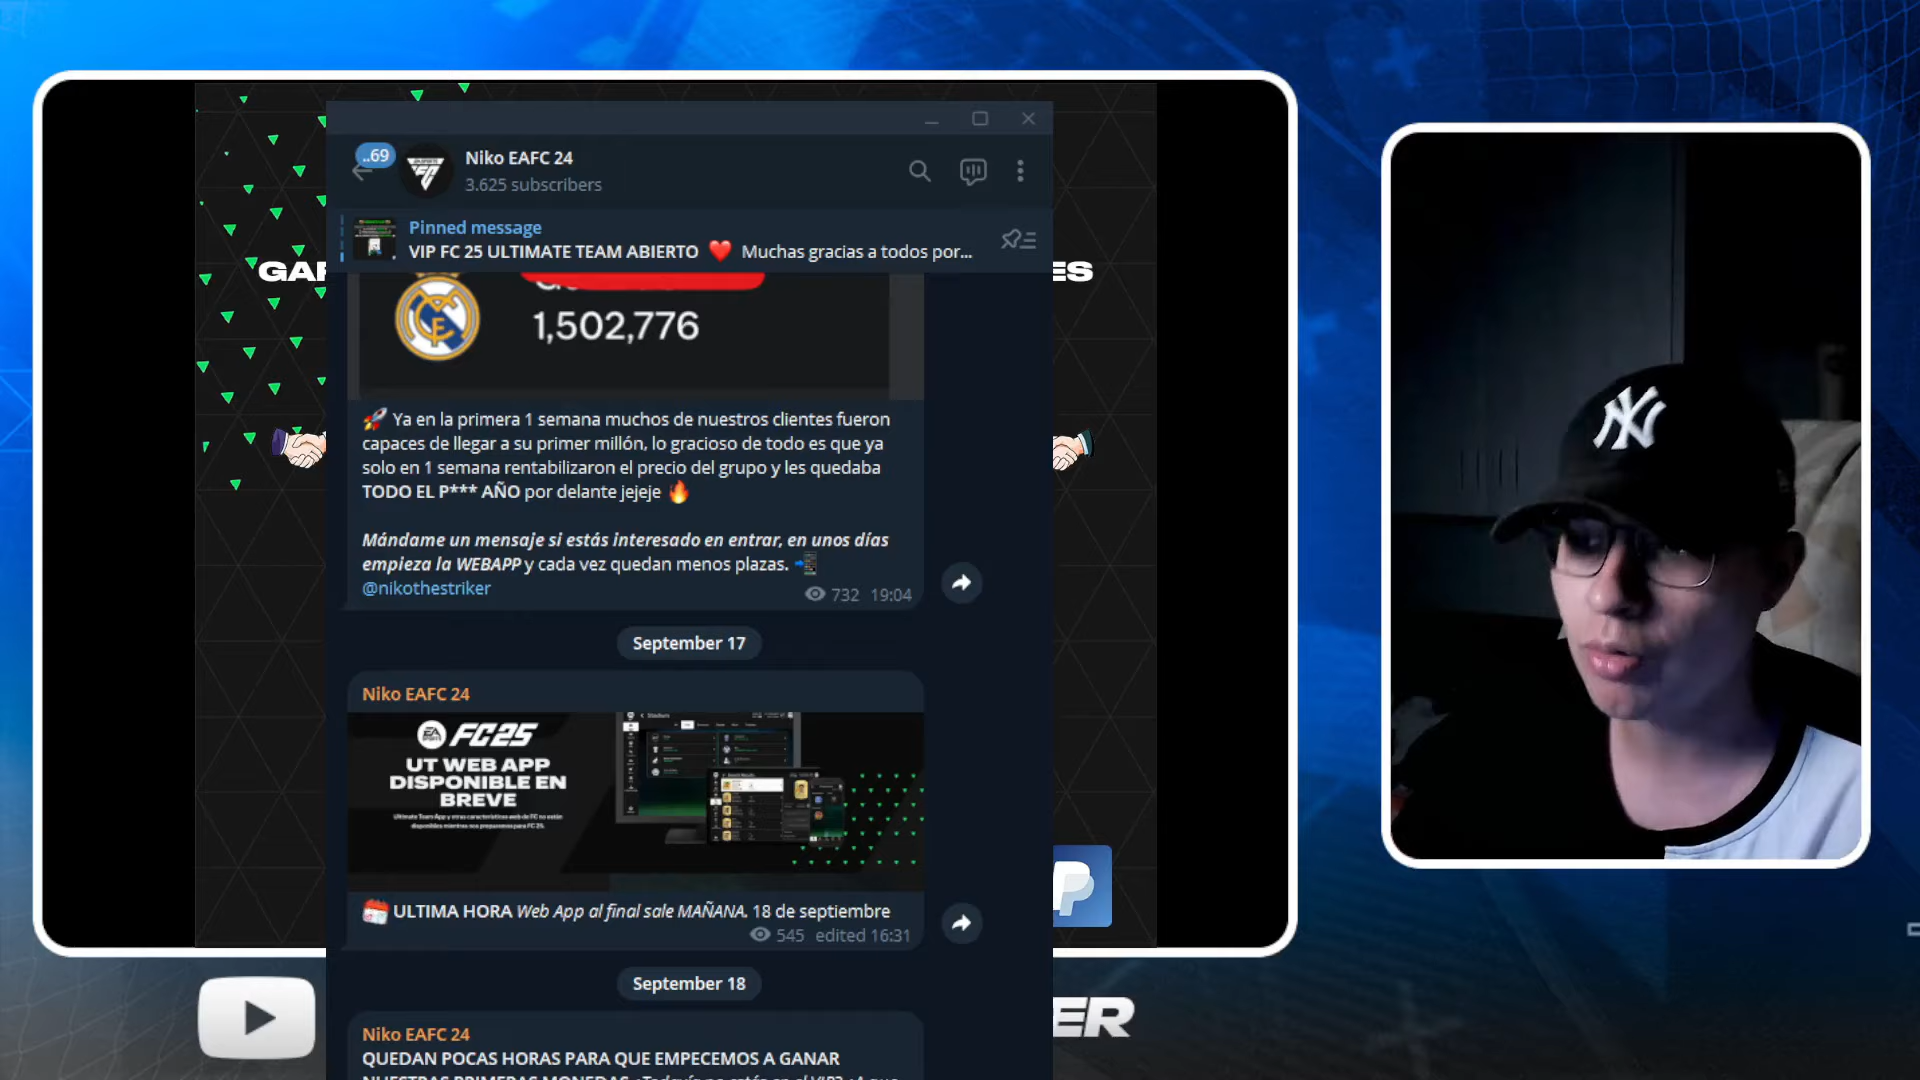 ..69
Niko EAFC 24
3.625 subscribers
Pinned message
VIP FC 25 ULTIMATE TEAM ABIERTO ❤️ Muchas gracias a todos por...
GAR
ES
1,502,776
🚀 Ya en la primera 1 semana muchos de nuestros clientes fueron
capaces de llegar a su primer millón, lo gracioso de todo es que ya
solo en 1 semana rentabilizaron el precio del grupo y les quedaba
TODO EL P*** AÑO por delante jejeje 🔥
Mándame un mensaje si estás interesado en entrar, en unos días
empieza la WEBAPP y cada vez quedan menos plazas. 📲
@nikothestriker
732 19:04
September 17
Niko EAFC 24
EA SPORTS FC25
UT WEB APP
DISPONIBLE EN
BREVE
📅 ULTIMA HORA Web App al final sale MAÑANA. 18 de septiembre
545 edited 16:31
September 18
Niko EAFC 24
QUEDAN POCAS HORAS PARA QUE EMPECEMOS A GANAR
ER
NY